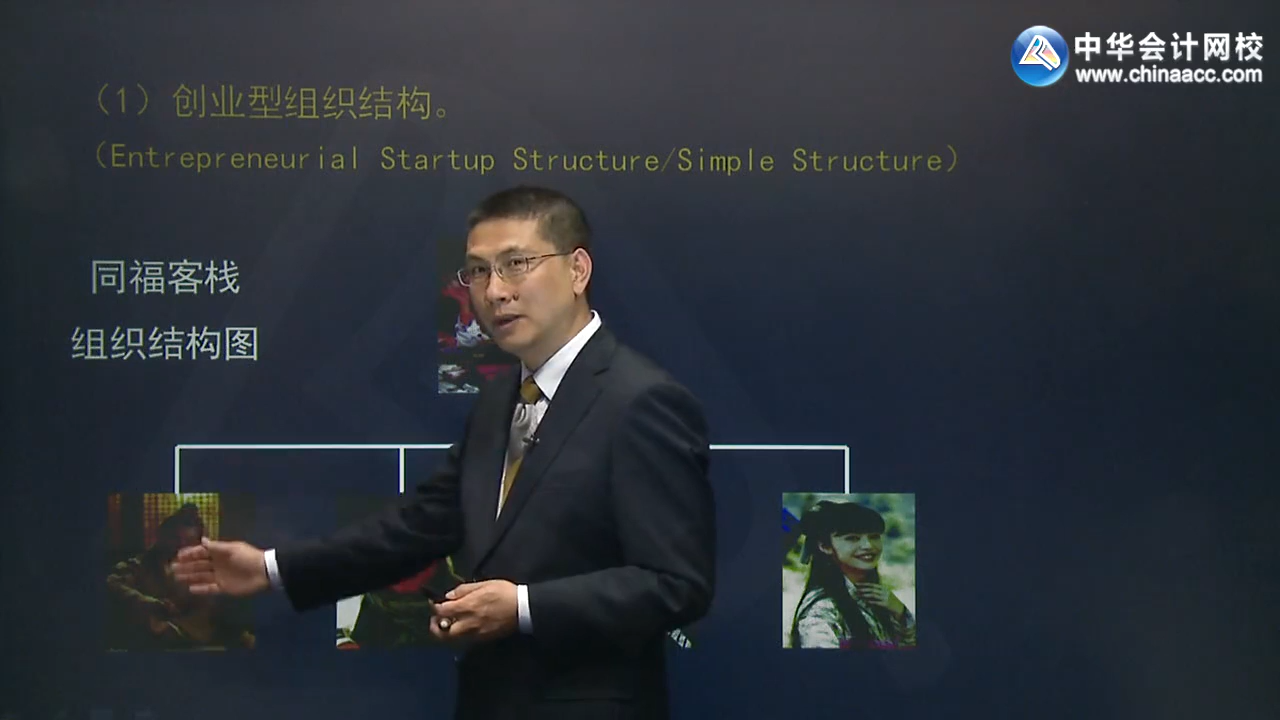 中华会计网校
www.chinaacc.com
（1）创业型组织结构。
（Entrepreneurial Startup Structure/Simple Structure）
同福客栈
组织结构图